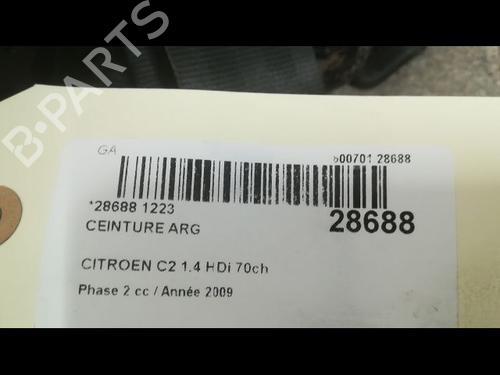 B-PARTS
GA
500701 28688
*28688 1223
28688
CEINTURE ARG
CITROEN C2 1.4 HDi 70ch
Phase 2 cc / Année 2009